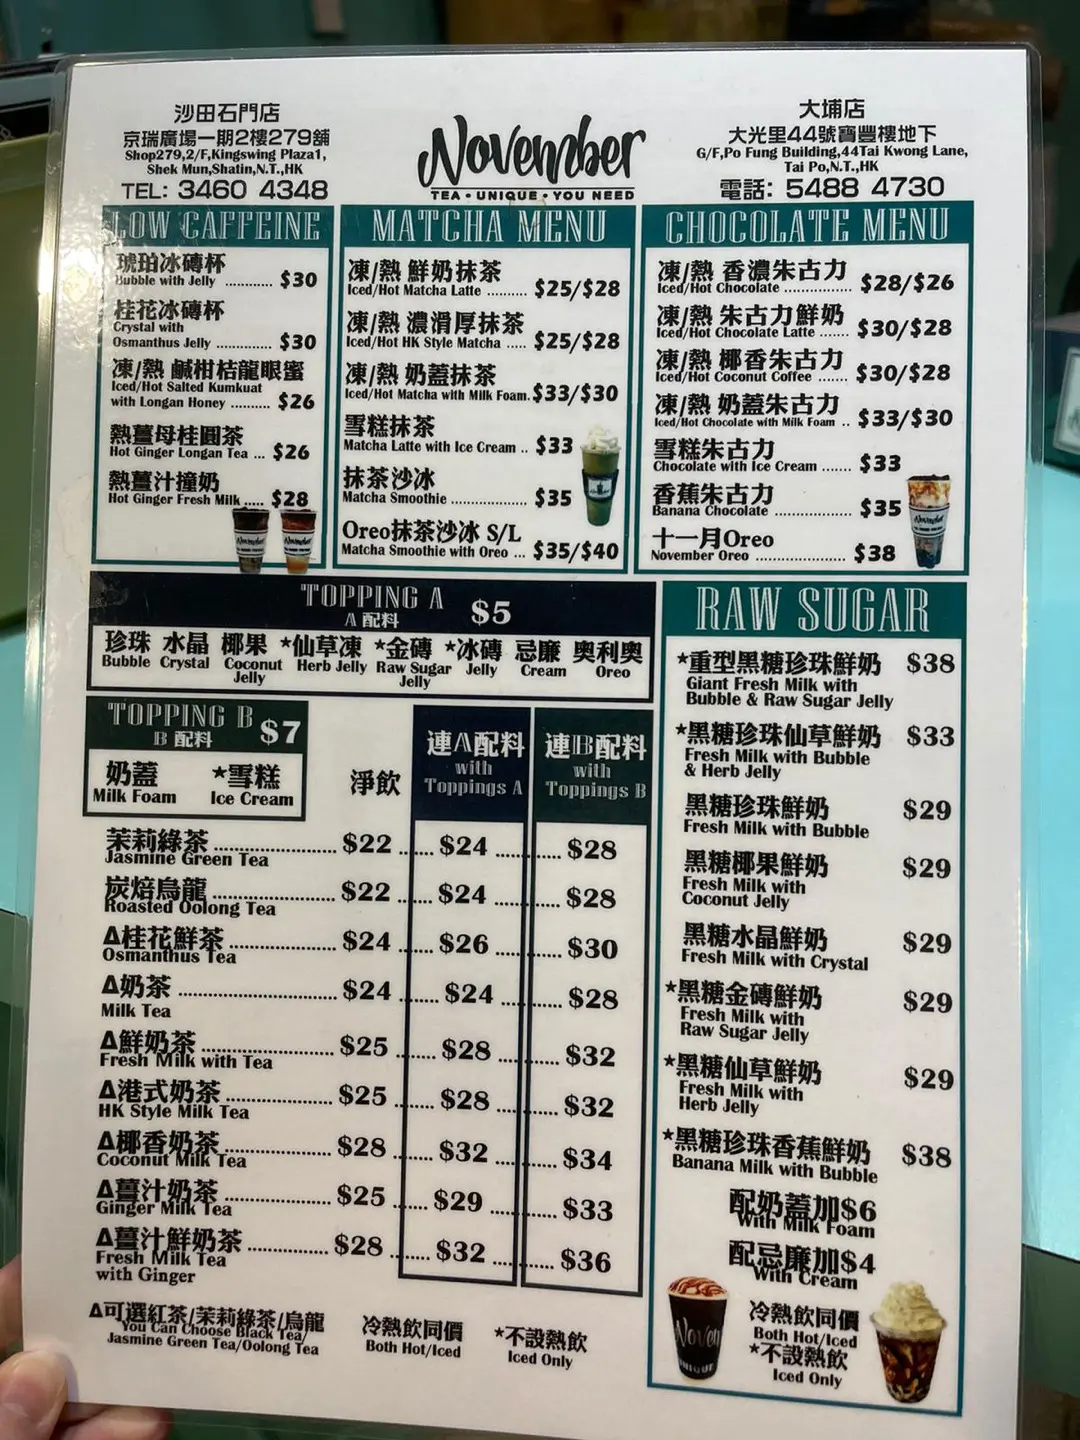 沙田石門店
京瑞廣場一期2樓279舖
Shop279,2/F,Kingswing Plaza1,
Shek Mun,Shatin,N.T.,HK
TEL: 3460 4348
November
TEA • UNIQUE • YOU NEED
大埔店
大光里44號寶豐樓地下
G/F,Po Fung Building,44Tai Kwong Lane,
Tai Po,N.T.,HK
電話: 5488 4730
LOW CAFFEINE
琥珀冰磚杯
Bubble with Jelly ............ $30
桂花冰磚杯
Crystal with
Osmanthus Jelly .............. $30
凍/熱 鹹柑桔龍眼蜜
Iced/Hot Salted Kumkuat
with Longan Honey .......... $26
熱薑母桂圓茶
Hot Ginger Longan Tea ... $26
熱薑汁撞奶
Hot Ginger Fresh Milk ..... $28
MATCHA MENU
凍/熱 鮮奶抹茶
Iced/Hot Matcha Latte .......... $25/$28
凍/熱 濃滑厚抹茶
Iced/Hot HK Style Matcha ..... $25/$28
凍/熱 奶蓋抹茶
Iced/Hot Matcha with Milk Foam. $33/$30
雪糕抹茶
Matcha Latte with Ice Cream .. $33
抹茶沙冰
Matcha Smoothie .................. $35
Oreo抹茶沙冰 S/L
Matcha Smoothie with Oreo ... $35/$40
CHOCOLATE MENU
凍/熱 香濃朱古力
Iced/Hot Chocolate ................ $28/$26
凍/熱 朱古力鮮奶
Iced/Hot Chocolate Latte ....... $30/$28
凍/熱 椰香朱古力
Iced/Hot Coconut Coffee ....... $30/$28
凍/熱 奶蓋朱古力
Iced/Hot Chocolate with Milk Foam .. $33/$30
雪糕朱古力
Chocolate with Ice Cream ....... $33
香蕉朱古力
Banana Chocolate .................. $35
十一月Oreo
November Oreo ..................... $38
TOPPING A
A 配料
$5
珍珠 水晶 椰果 *仙草凍 *金磚 *冰磚 忌廉 奧利奧
Bubble Crystal Coconut Jelly Herb Jelly Raw Sugar Jelly Jelly Cream Oreo
TOPPING B
B 配料
$7
奶蓋 *雪糕
Milk Foam Ice Cream
淨飲
連A配料
with
Toppings A
連B配料
with
Toppings B
茉莉綠茶 $22 $24 $28
Jasmine Green Tea
炭焙烏龍 $22 $24 $28
Roasted Oolong Tea
Δ桂花鮮茶 $24 $26 $30
Osmanthus Tea
Δ奶茶 $24 $24 $28
Milk Tea
Δ鮮奶茶 $25 $28 $32
Fresh Milk with Tea
Δ港式奶茶 $25 $28 $32
HK Style Milk Tea
Δ椰香奶茶 $28 $32 $34
Coconut Milk Tea
Δ薑汁奶茶 $25 $29 $33
Ginger Milk Tea
Δ薑汁鮮奶茶 $28 $32 $36
Fresh Milk Tea
with Ginger
Δ可選紅茶/茉莉綠茶/烏龍
You Can Choose Black Tea/
Jasmine Green Tea/Oolong Tea
冷熱飲同價
Both Hot/Iced
*不設熱飲
Iced Only
RAW SUGAR
*重型黑糖珍珠鮮奶 $38
Giant Fresh Milk with
Bubble & Raw Sugar Jelly
*黑糖珍珠仙草鮮奶 $33
Fresh Milk with Bubble
& Herb Jelly
黑糖珍珠鮮奶 $29
Fresh Milk with Bubble
黑糖椰果鮮奶 $29
Fresh Milk with
Coconut Jelly
黑糖水晶鮮奶 $29
Fresh Milk with Crystal
*黑糖金磚鮮奶 $29
Fresh Milk with
Raw Sugar Jelly
*黑糖仙草鮮奶 $29
Fresh Milk with
Herb Jelly
*黑糖珍珠香蕉鮮奶 $38
Banana Milk with Bubble
配奶蓋加$6
With Milk Foam
配忌廉加$4
With Cream
冷熱飲同價
Both Hot/Iced
*不設熱飲
Iced Only